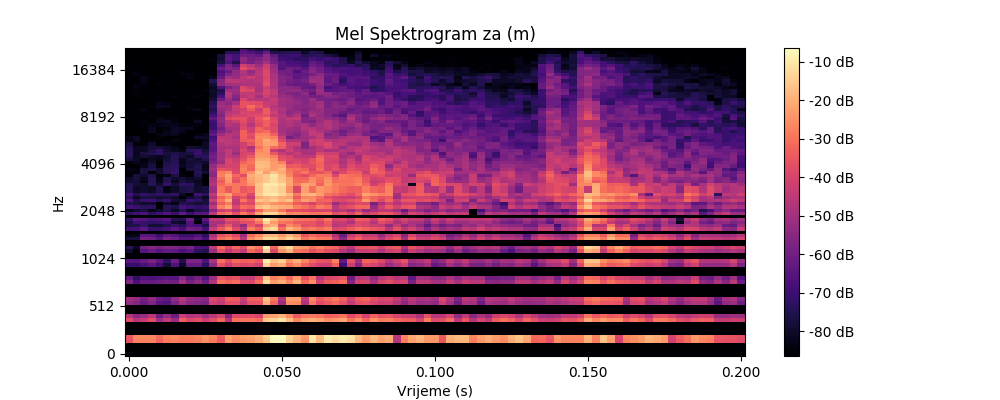 Mel Spektrogram za (m)
Hz
16384
8192
4096
2048
1024
512
0
0.000 0.050 0.100 0.150 0.200
Vrijeme (s)
-10 dB
-20 dB
-30 dB
-40 dB
-50 dB
-60 dB
-70 dB
-80 dB